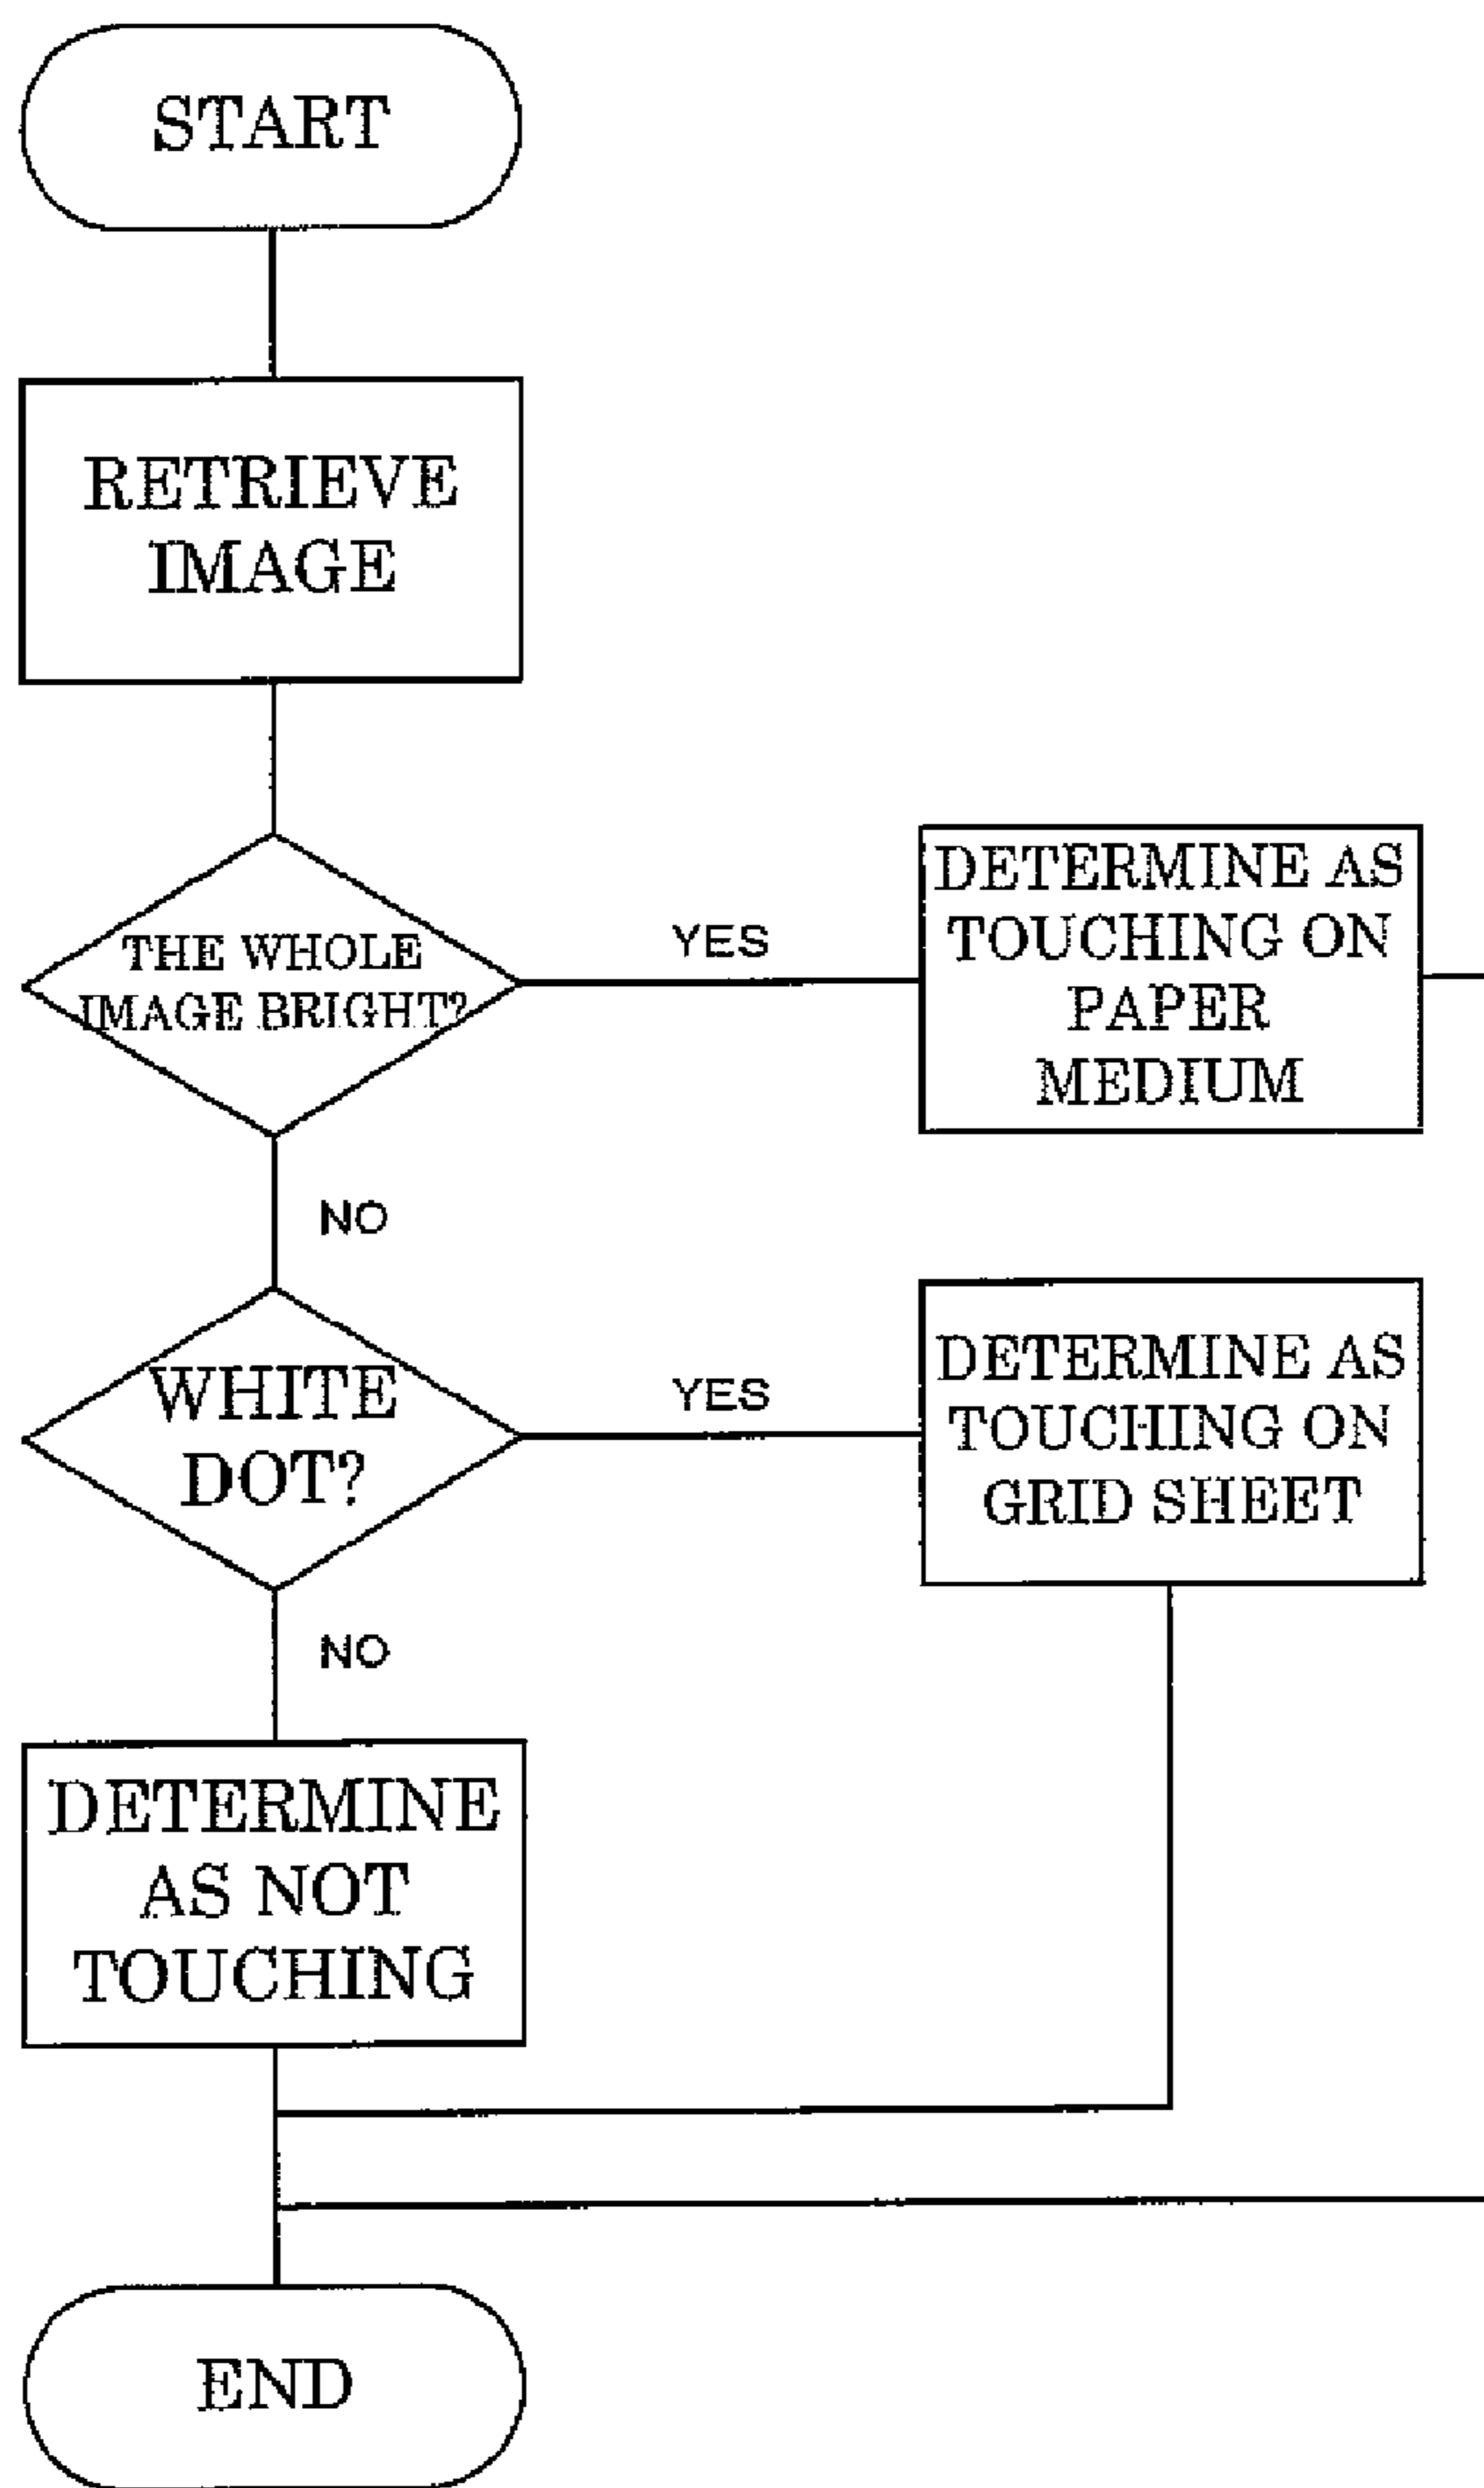 START
RETRIEVE
IMAGE
THE WHOLE
IMAGE BRIGHT?
YES
DETERMINE AS
TOUCHING ON
PAPER
MEDIUM
NO
WHITE
DOT?
YES
DETERMINE AS
TOUCHING ON
GRID SHEET
NO
DETERMINE
AS NOT
TOUCHING
END